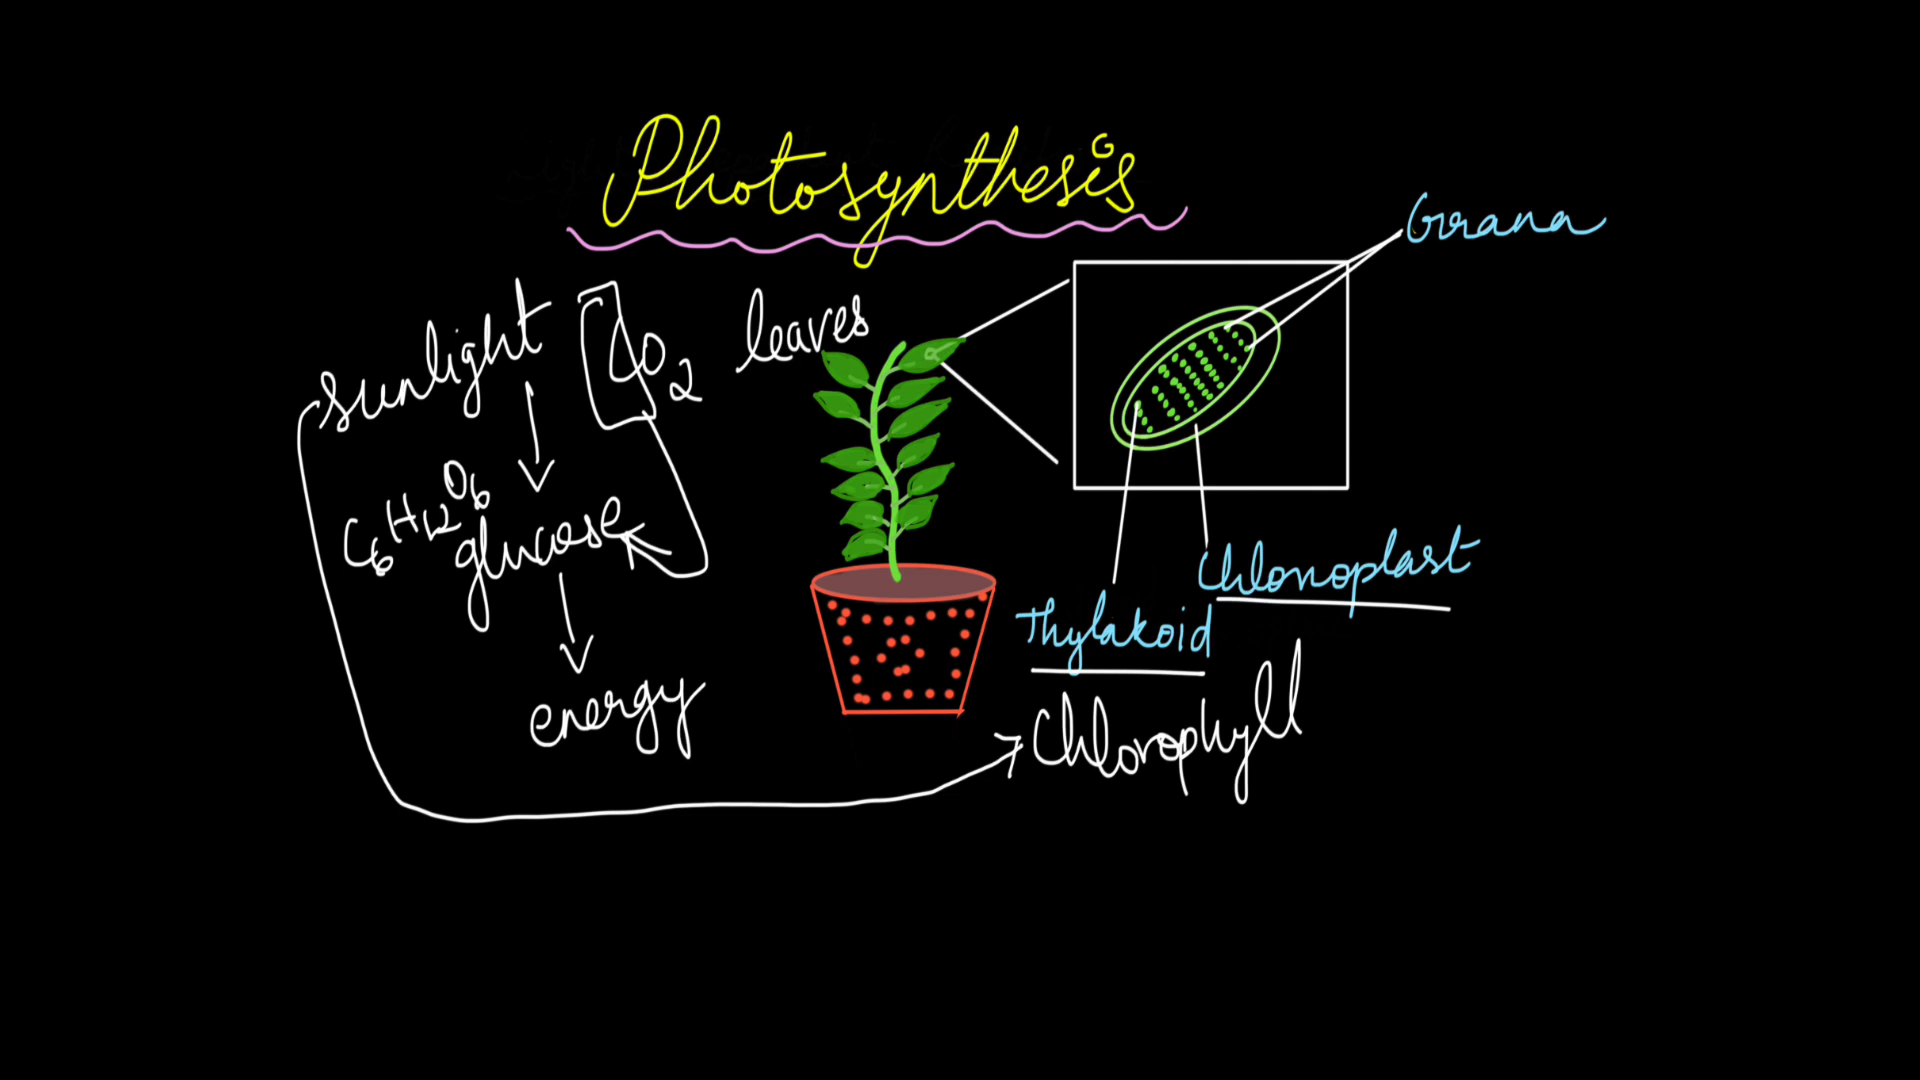 Photosynthesis
Grana
sunlight
CO2
leaves
C6H12O6
glucose
Chloroplast
Thylakoid
energy
Chlorophyll